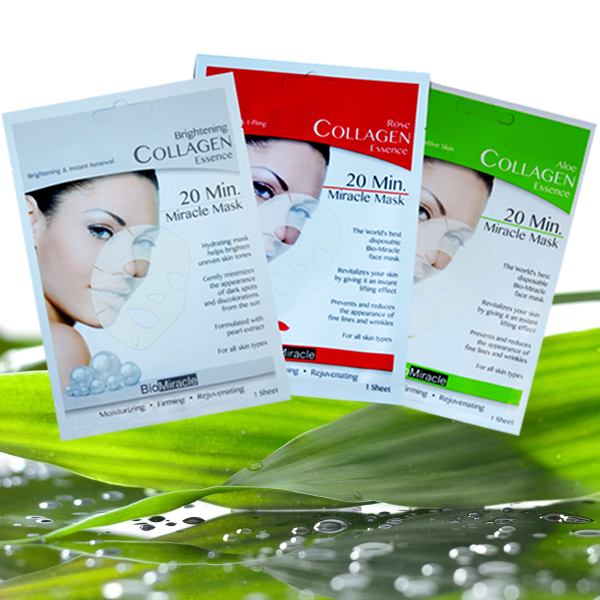 Brightening
COLLAGEN
Essence
Brightening & Instant Renewal
20 Min.
Miracle Mask
Hydrating mask
helps brighten
uneven skin tones
Gently minimizes
the appearance
of dark spots
and discolorations
from the sun
Formulated with
pearl extract
For all skin types
BioMiracle
Moisturizing • Firming • Rejuvenating
1 Sheet
Rose
COLLAGEN
Essence
Lifting
20 Min.
Miracle Mask
The World's best
disposable
Bio-Miracle
face mask
Revitalizes your skin
by giving it an instant
lifting effect
Prevents and reduces
the appearance of
fine lines and wrinkles
For all skin types
Miracle
• Rejuvenating
1 Sheet
Aloe
COLLAGEN
Essence
Skin
20 Min.
Miracle Mask
The World's best
disposable
Bio-Miracle
face mask
Revitalizes your skin
by giving it an instant
lifting effect
Prevents and reduces
the appearance of
fine lines and wrinkles
For all skin types
BioMiracle
• Rejuvenating
1 Sheet